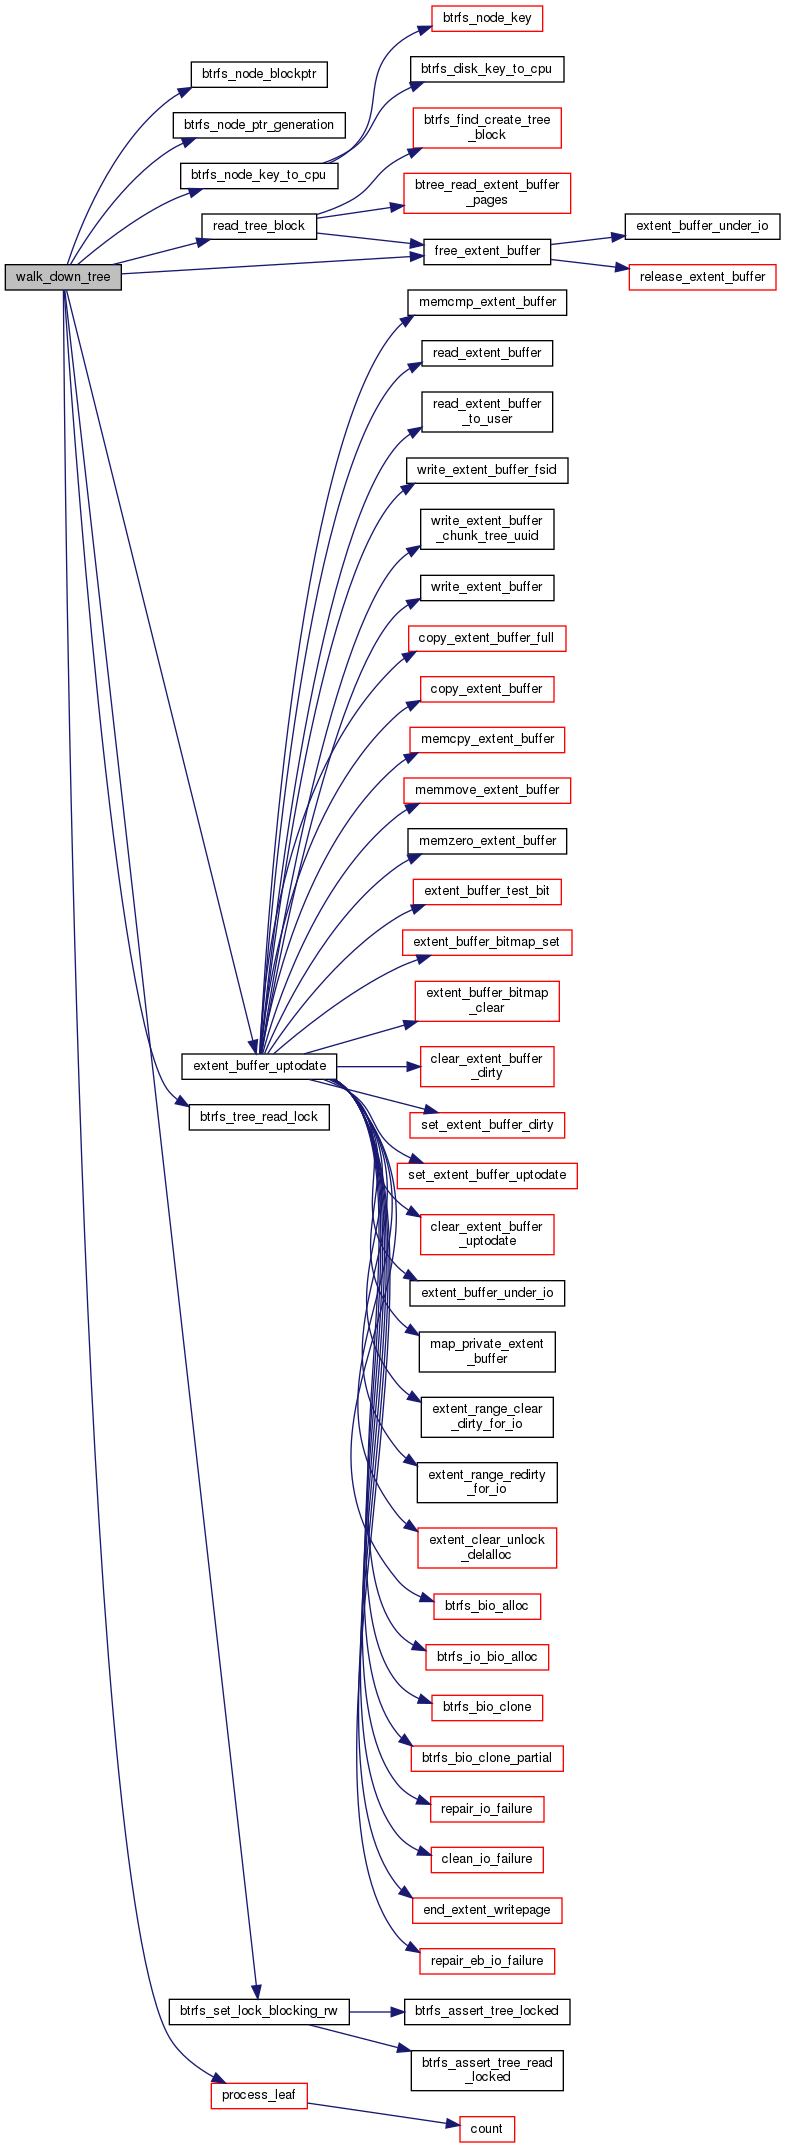 btrfs_node_key
btrfs_node_blockptr
btrfs_disk_key_to_cpu
btrfs_node_ptr_generation
btrfs_find_create_tree
_block
btrfs_node_key_to_cpu
btree_read_extent_buffer
_pages
read_tree_block
extent_buffer_under_io
free_extent_buffer
walk_down_tree
release_extent_buffer
memcmp_extent_buffer
read_extent_buffer
read_extent_buffer
_to_user
write_extent_buffer_fsid
write_extent_buffer
_chunk_tree_uuid
write_extent_buffer
copy_extent_buffer_full
copy_extent_buffer
memcpy_extent_buffer
memmove_extent_buffer
memzero_extent_buffer
extent_buffer_test_bit
extent_buffer_bitmap_set
extent_buffer_bitmap
_clear
extent_buffer_uptodate
clear_extent_buffer
_dirty
btrfs_tree_read_lock
set_extent_buffer_dirty
set_extent_buffer_uptodate
clear_extent_buffer
_uptodate
extent_buffer_under_io
map_private_extent
_buffer
extent_range_clear
_dirty_for_io
extent_range_redirty
_for_io
extent_clear_unlock
_delalloc
btrfs_bio_alloc
btrfs_io_bio_alloc
btrfs_bio_clone
btrfs_bio_clone_partial
repair_io_failure
clean_io_failure
end_extent_writepage
repair_eb_io_failure
btrfs_set_lock_blocking_rw
btrfs_assert_tree_locked
btrfs_assert_tree_read
_locked
process_leaf
count